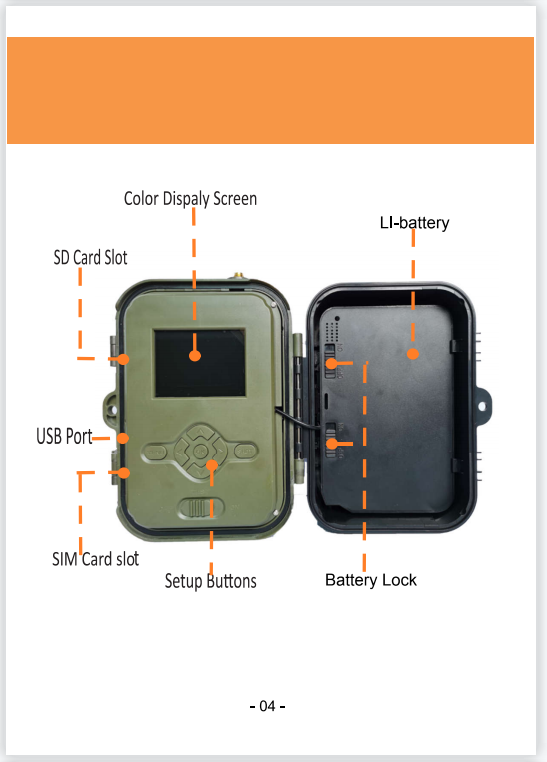 Color Dispaly Screen
LI-battery
SD Card Slot
USB Port
SIM Card slot
Setup Buttons
Battery Lock
- 04 -